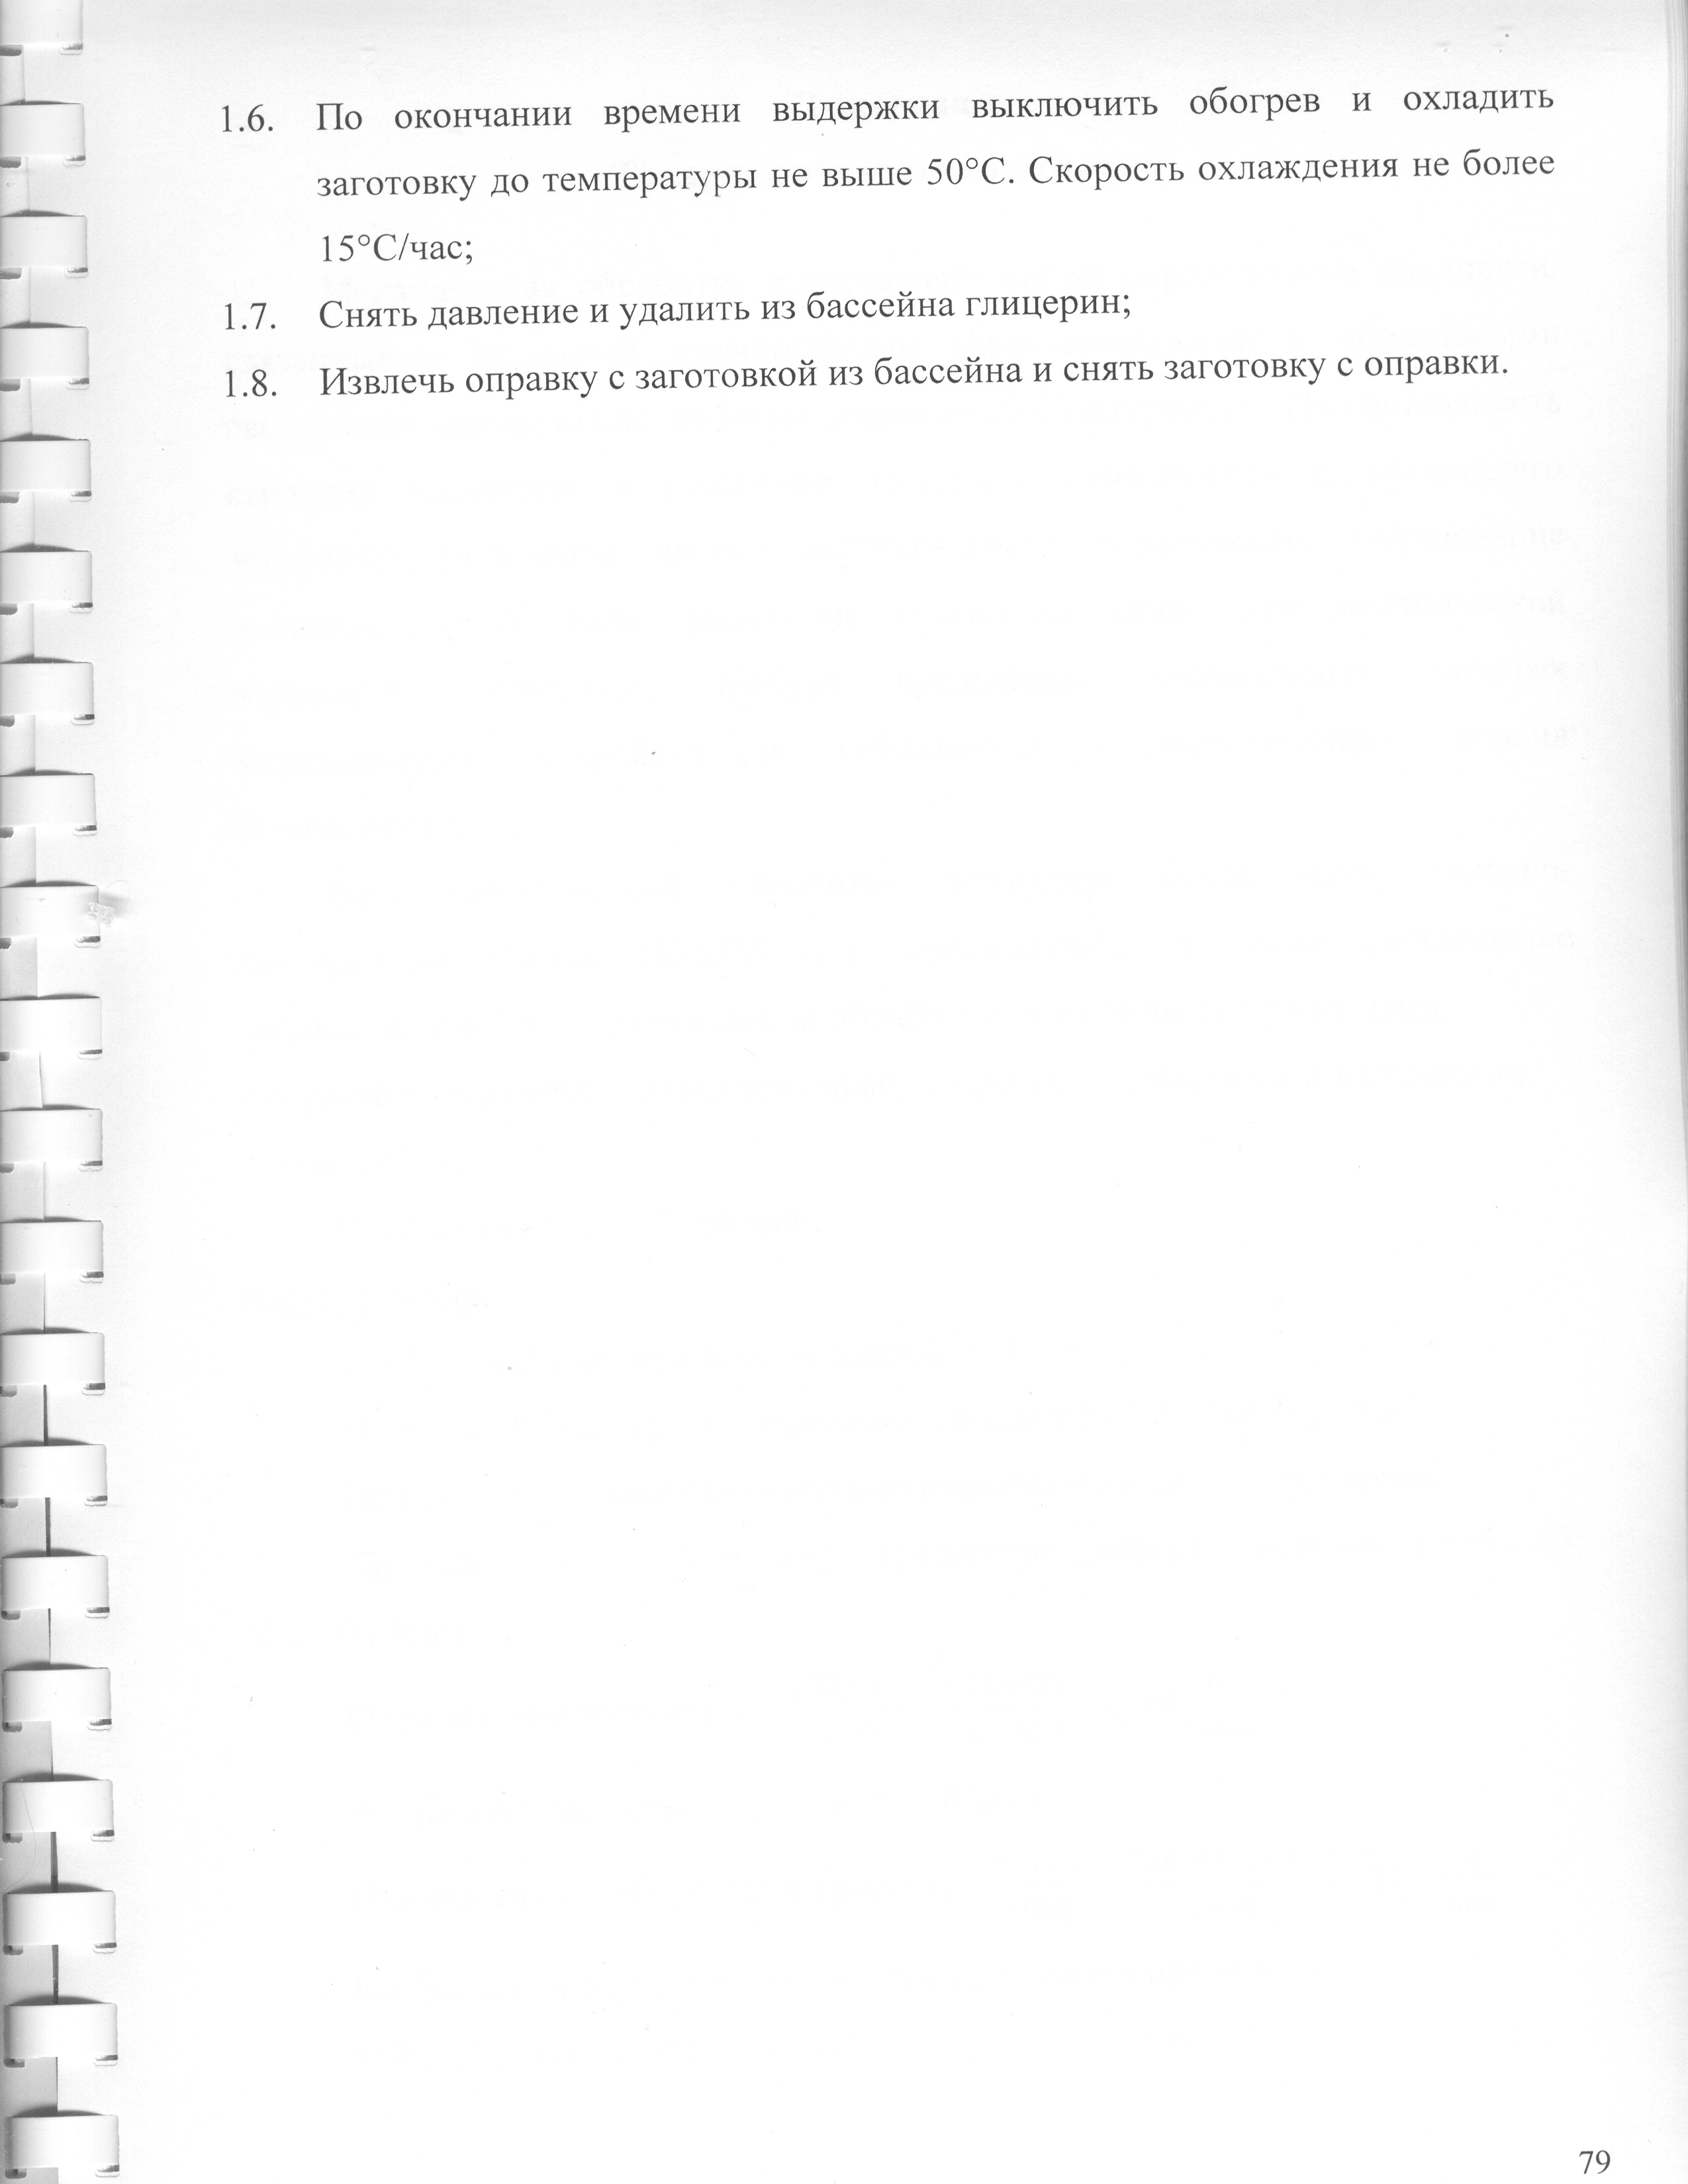 1.6. По окончании времени выдержки выключить обогрев и охладить
заготовку до температуры не выше 50°С. Скорость охлаждения не более
15°С/час;
1.7. Снять давление и удалить из бассейна глицерин;
1.8. Извлечь оправку с заготовкой из бассейна и снять заготовку с оправки.
79